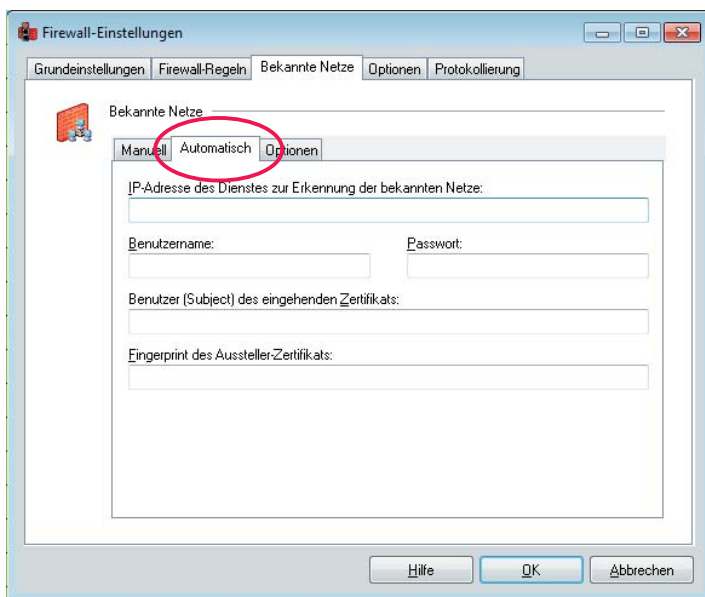 Firewall-Einstellungen
Grundeinstellungen Firewall-Regeln Bekannte Netze Optionen Protokollierung
Bekannte Netze
Manuell Automatisch Optionen
IP-Adresse des Dienstes zur Erkennung der bekannten Netze:
Benutzername: Passwort:
Benutzer (Subject) des eingehenden Zertifikats:
Fingerprint des Aussteller-Zertifikats:
Hilfe OK Abbrechen